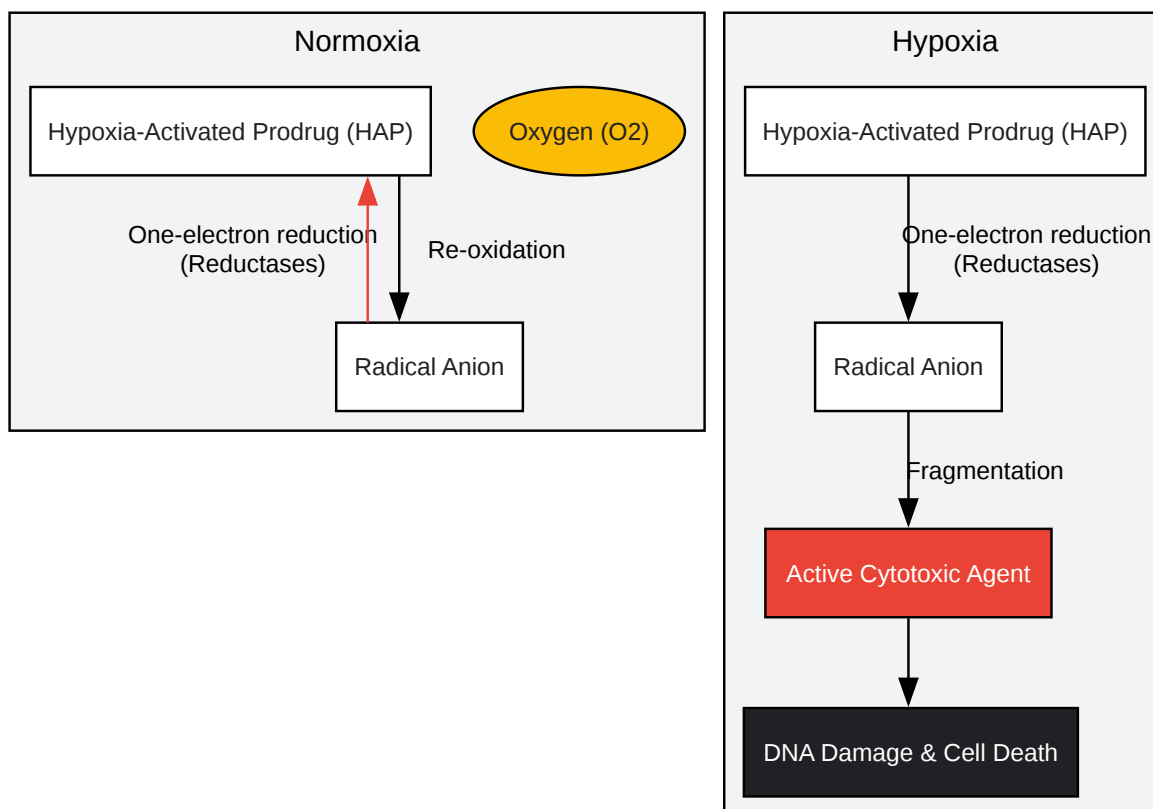 Normoxia
Hypoxia-Activated Prodrug (HAP)
Oxygen (O2)
One-electron reduction
(Reductases)
Re-oxidation
Radical Anion
Hypoxia
Hypoxia-Activated Prodrug (HAP)
One-electron reduction
(Reductases)
Radical Anion
Fragmentation
Active Cytotoxic Agent
DNA Damage & Cell Death